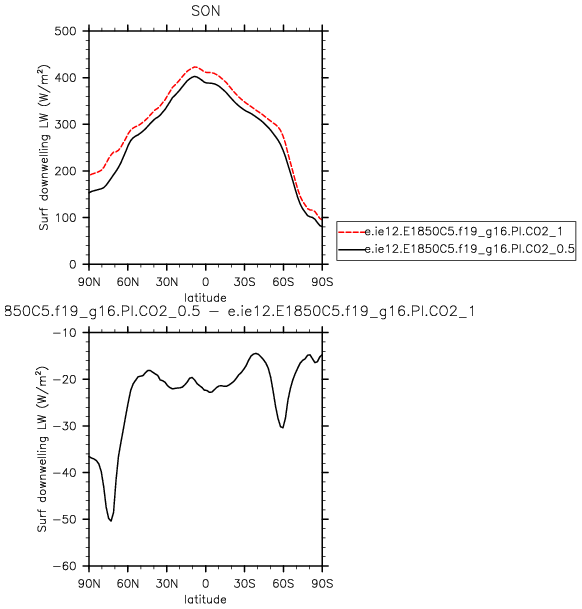 SON
500
400
300
200
100
0
Surf downwelling LW (W/m²)
90N 60N 30N 0 30S 60S 90S
latitude
e.ie12.E1850C5.f19_g16.PI.CO2_1
e.ie12.E1850C5.f19_g16.PI.CO2_0.5
850C5.f19_g16.PI.CO2_0.5 − e.ie12.E1850C5.f19_g16.PI.CO2_1
−10
−20
−30
−40
−50
−60
Surf downwelling LW (W/m²)
90N 60N 30N 0 30S 60S 90S
latitude